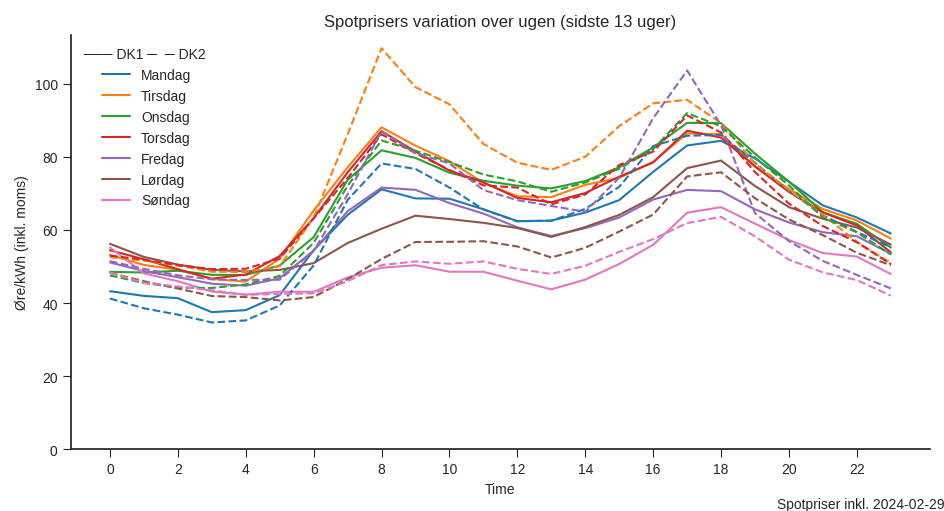 Spotprisers variation over ugen (sidste 13 uger)
DK1 DK2
Mandag
Tirsdag
Onsdag
Torsdag
Fredag
Lørdag
Søndag
Øre/kWh (inkl. moms)
100
80
60
40
20
0
0 2 4 6 8 10 12 14 16 18 20 22
Time
Spotpriser inkl. 2024-02-29